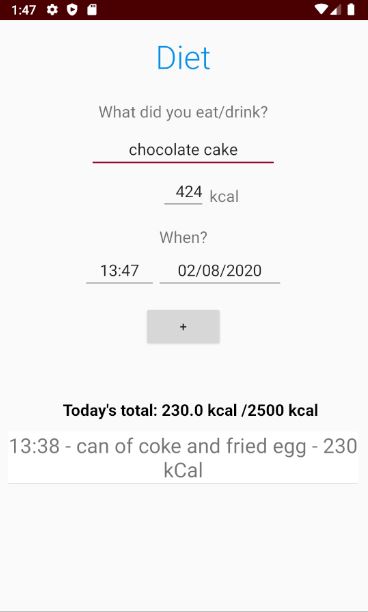 1:47
Diet
What did you eat/drink?
chocolate cake
424 kcal
When?
13:47 02/08/2020
+
Today's total: 230.0 kcal /2500 kcal
13:38 - can of coke and fried egg - 230
kCal